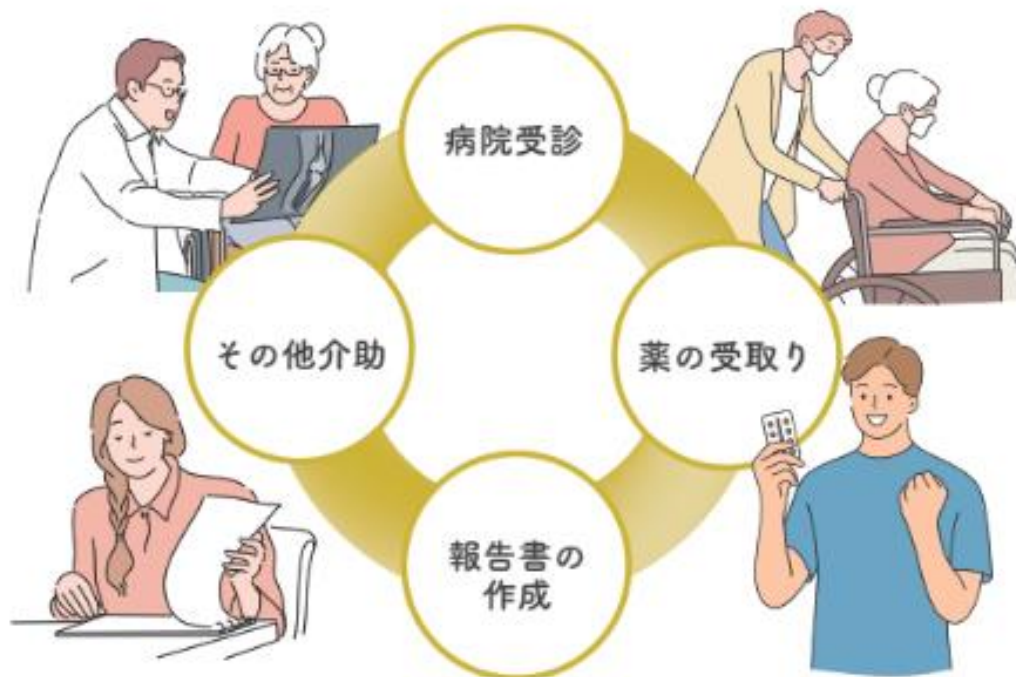 病院受診
その他介助
薬の受取り
報告書の
作成